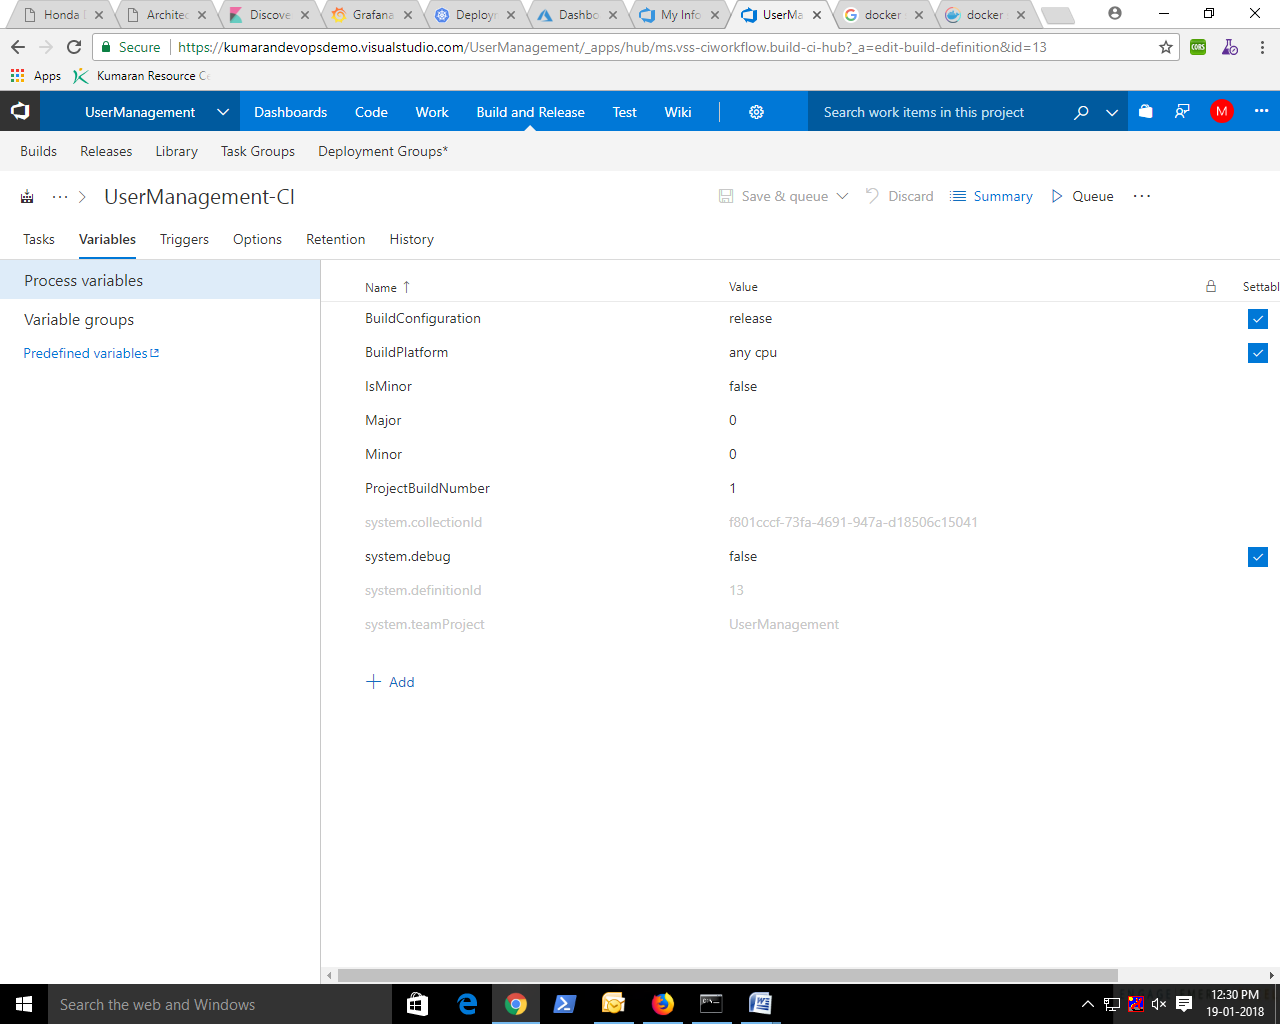 Honda
Architec
Discove
Grafana
Deploym
Dashbo
My Info
UserMa
docker
docker
Secure https://kumarandevopsdemo.visualstudio.com/UserManagement/_apps/hub/ms.vss-ciworkflow.build-ci-hub?_a=edit-build-definition&id=13
Apps Kumaran Resource Ce
UserManagement Dashboards Code Work Build and Release Test Wiki Search work items in this project M
Builds Releases Library Task Groups Deployment Groups*
··· > UserManagement-CI Save & queue Discard Summary Queue ···
Tasks Variables Triggers Options Retention History
Process variables
Variable groups
Predefined variables
Name ↑ Value Settabl
BuildConfiguration release
BuildPlatform any cpu
IsMinor false
Major 0
Minor 0
ProjectBuildNumber 1
system.collectionId f801cccf-73fa-4691-947a-d18506c15041
system.debug false
system.definitionId 13
system.teamProject UserManagement
+ Add
Search the web and Windows
12:30 PM
19-01-2018